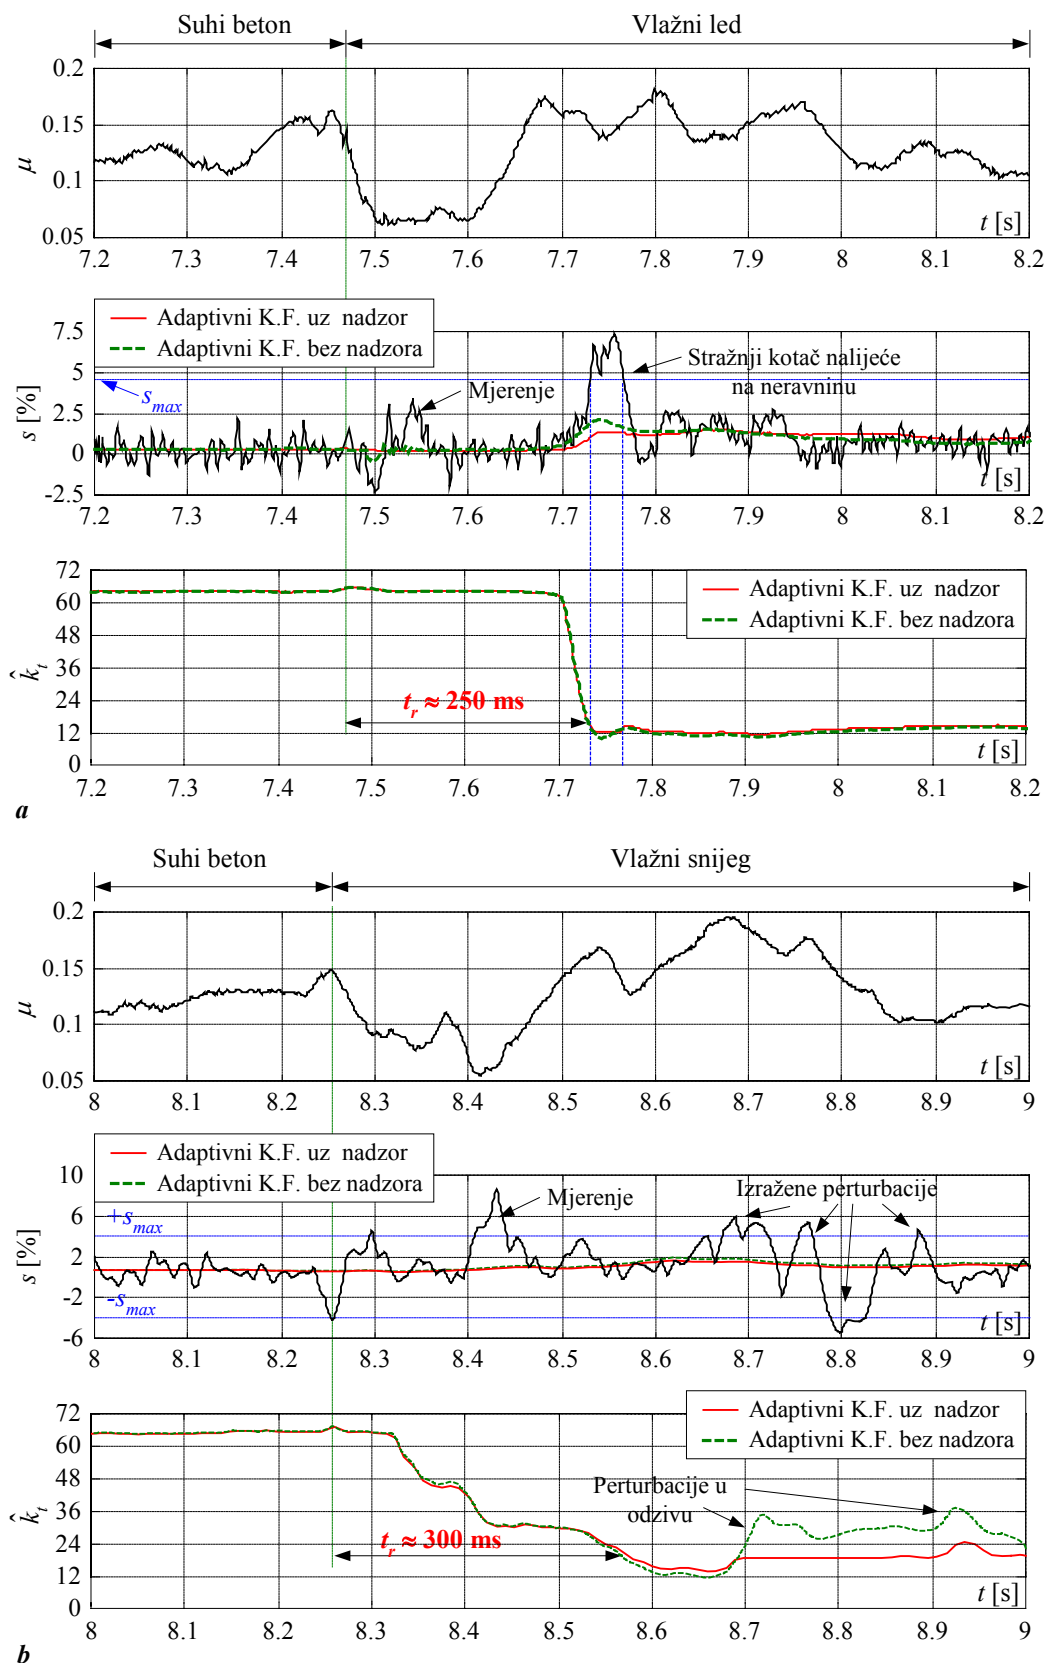 Suhi beton Vlažni led
0.2
0.15
0.1
0.05
μ
t [s]
7.2 7.3 7.4 7.5 7.6 7.7 7.8 7.9 8 8.1 8.2
Adaptivni K.F. uz nadzor
Adaptivni K.F. bez nadzora
7.5
5
2.5
0
-2.5
s [%]
s_max
Mjerenje
Stražnji kotač nalijeće
na neravninu
t [s]
7.2 7.3 7.4 7.5 7.6 7.7 7.8 7.9 8 8.1 8.2
72
60
48
36
24
12
0
k̂_t
Adaptivni K.F. uz nadzor
Adaptivni K.F. bez nadzora
t_r ≈ 250 ms
t [s]
7.2 7.3 7.4 7.5 7.6 7.7 7.8 7.9 8 8.1 8.2
a
Suhi beton Vlažni snijeg
0.2
0.15
0.1
0.05
μ
t [s]
8 8.1 8.2 8.3 8.4 8.5 8.6 8.7 8.8 8.9 9
Adaptivni K.F. uz nadzor
Adaptivni K.F. bez nadzora
10
6
2
-2
-6
s [%]
+s_max
-s_max
Mjerenje
Izražene perturbacije
t [s]
8 8.1 8.2 8.3 8.4 8.5 8.6 8.7 8.8 8.9 9
72
60
48
36
24
12
0
k̂_t
Adaptivni K.F. uz nadzor
Adaptivni K.F. bez nadzora
Perturbacije u
odzivu
t_r ≈ 300 ms
t [s]
8 8.1 8.2 8.3 8.4 8.5 8.6 8.7 8.8 8.9 9
b